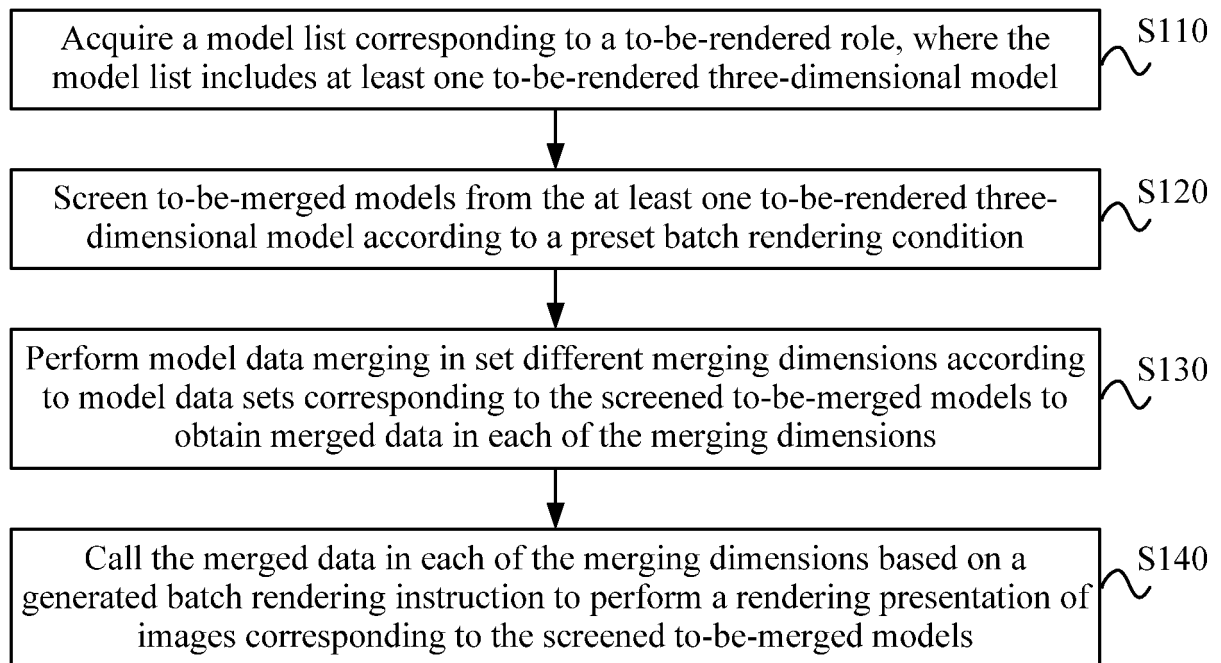 Acquire a model list corresponding to a to-be-rendered role, where the
model list includes at least one to-be-rendered three-dimensional model
S110
Screen to-be-merged models from the at least one to-be-rendered three-
dimensional model according to a preset batch rendering condition
S120
Perform model data merging in set different merging dimensions according
to model data sets corresponding to the screened to-be-merged models to
obtain merged data in each of the merging dimensions
S130
Call the merged data in each of the merging dimensions based on a
generated batch rendering instruction to perform a rendering presentation of
images corresponding to the screened to-be-merged models
S140